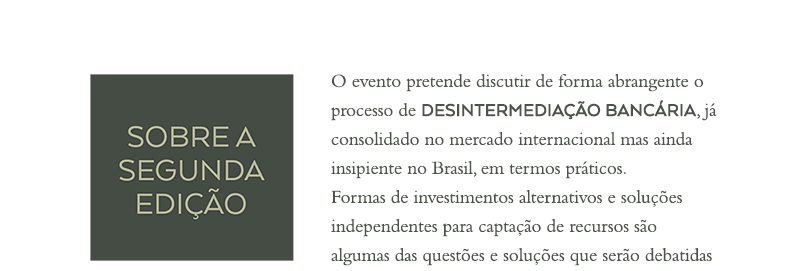 SOBRE A
SEGUNDA
EDIÇÃO
O evento pretende discutir de forma abrangente o
processo de DESINTERMEDIAÇÃO BANCÁRIA, já
consolidado no mercado internacional mas ainda
insipiente no Brasil, em termos práticos.
Formas de investimentos alternativos e soluções
independentes para captação de recursos são
algumas das questões e soluções que serão debatidas